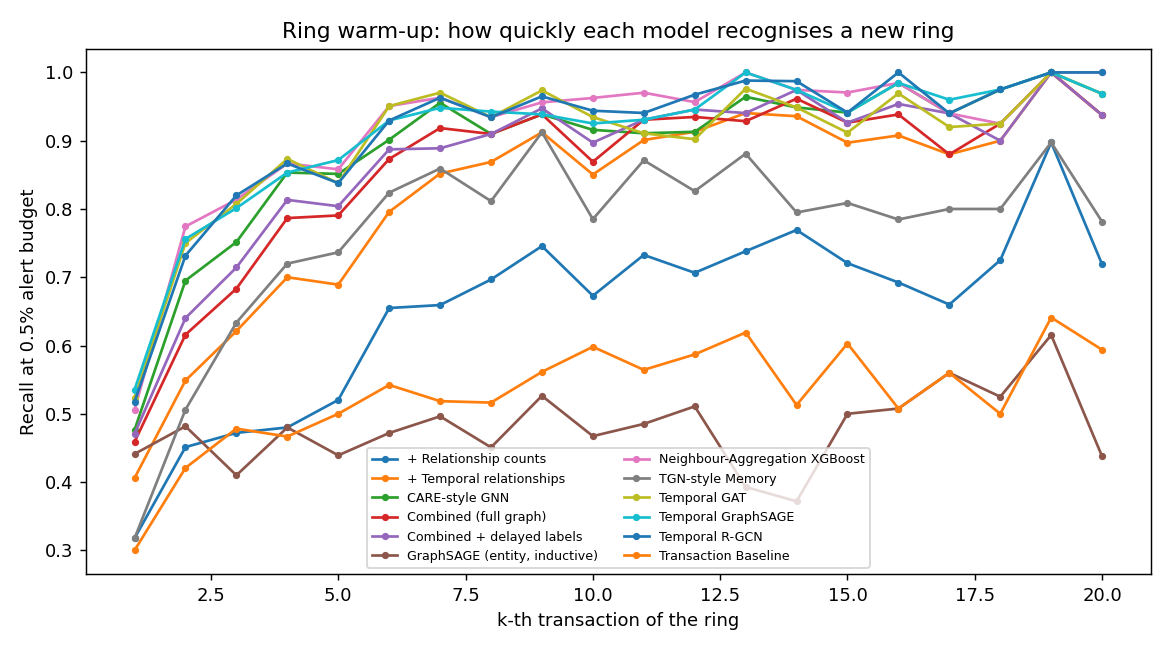 Ring warm-up: how quickly each model recognises a new ring
Recall at 0.5% alert budget
1.0
0.9
0.8
0.7
0.6
0.5
0.4
0.3
+ Relationship counts
+ Temporal relationships
CARE-style GNN
Combined (full graph)
Combined + delayed labels
GraphSAGE (entity, inductive)
Neighbour-Aggregation XGBoost
TGN-style Memory
Temporal GAT
Temporal GraphSAGE
Temporal R-GCN
Transaction Baseline
2.5 5.0 7.5 10.0 12.5 15.0 17.5 20.0
k-th transaction of the ring